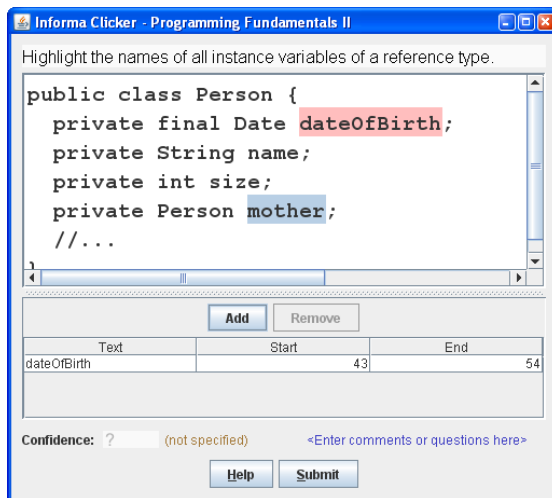 Informa Clicker - Programming Fundamentals II
Highlight the names of all instance variables of a reference type.
public class Person {
private final Date dateOfBirth;
private String name;
private int size;
private Person mother;
//...
}
Add Remove
Text Start End
dateOfBirth 43 54
Confidence: ? (not specified) <Enter comments or questions here>
Help Submit